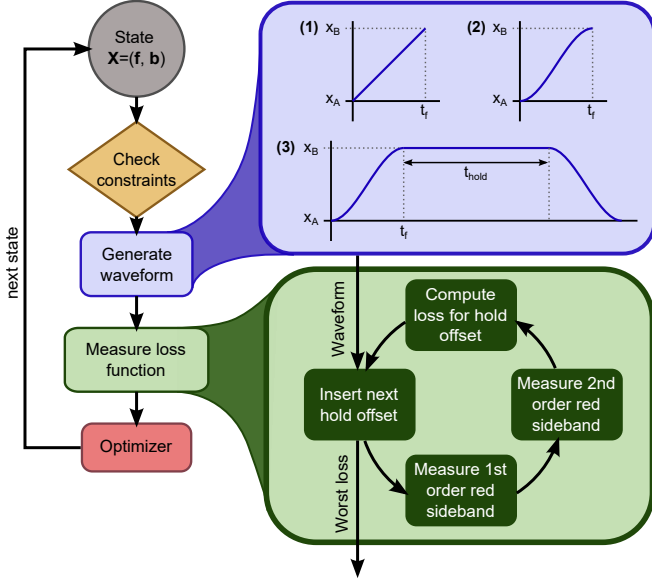 State
X=(f, b)
Check
constraints
Generate
waveform
Measure loss
function
Optimizer
next state
(1)
x_B
x_A
t_f
(2)
x_B
x_A
t_f
(3)
x_B
x_A
t_hold
t_f
Waveform
Compute
loss for hold
offset
Insert next
hold offset
Measure 2nd
order red
sideband
Measure 1st
order red
sideband
Worst loss